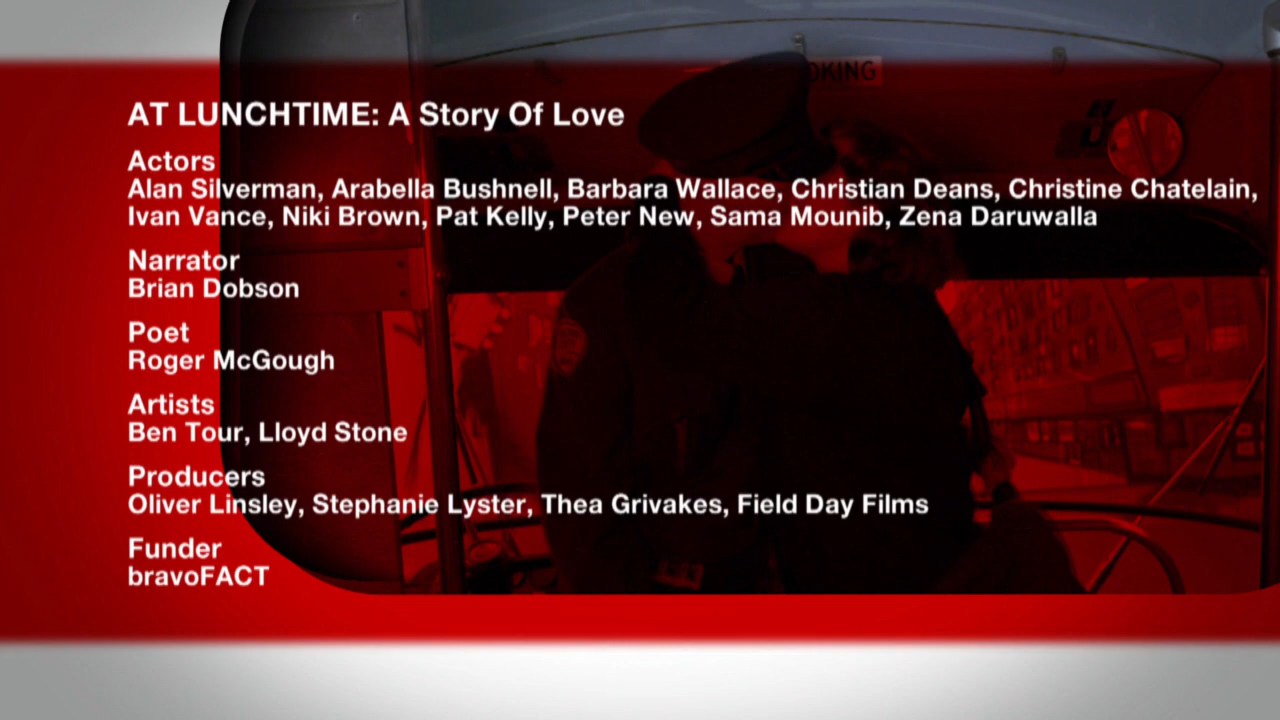 OKING
AT LUNCHTIME: A Story Of Love
Actors
Alan Silverman, Arabella Bushnell, Barbara Wallace, Christian Deans, Christine Chatelain,
Ivan Vance, Niki Brown, Pat Kelly, Peter New, Sama Mounib, Zena Daruwalla
Narrator
Brian Dobson
Poet
Roger McGough
Artists
Ben Tour, Lloyd Stone
Producers
Oliver Linsley, Stephanie Lyster, Thea Grivakes, Field Day Films
Funder
bravoFACT